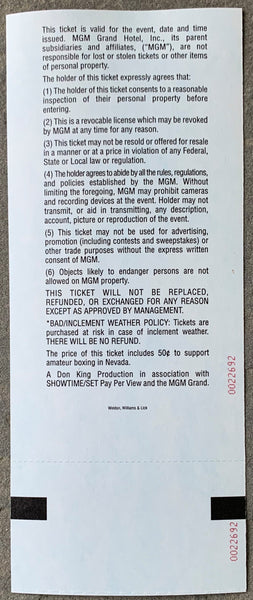 This ticket is valid for the event, date and time
issued. MGM Grand Hotel, Inc., its parent
subsidiaries and affiliates, ("MGM"), are not
responsible for lost or stolen tickets or other items
of personal property.
The holder of this ticket expressly agrees that:
(1) The holder of this ticket consents to a reasonable
inspection of their personal property before
entering.
(2) This is a revocable license which may be revoked
by MGM at any time for any reason.
(3) This ticket may not be resold or offered for resale
in a manner or at a price in violation of any Federal,
State or Local law or regulation.
(4) The holder agrees to abide by all the rules, regulations,
and policies established by the MGM. Without
limiting the foregoing, MGM may prohibit cameras
and recording devices at the event. Holder may not
transmit, or aid in transmitting, any description,
account, picture or reproduction of the event.
(5) This ticket may not be used for advertising,
promotion (including contests and sweepstakes) or
other trade purposes without the express written
consent of MGM.
(6) Objects likely to endanger persons are not
allowed on MGM property.
THIS TICKET WILL NOT BE REPLACED,
REFUNDED, OR EXCHANGED FOR ANY REASON
EXCEPT AS APPROVED BY MANAGEMENT.
*BAD/INCLEMENT WEATHER POLICY: Tickets are
purchased at risk in case of inclement weather.
THERE WILL BE NO REFUND.
The price of this ticket includes 50¢ to support
amateur boxing in Nevada.
A Don King Production in association with
SHOWTIME/SET Pay Per View and the MGM Grand.
Weldon, Williams & Lick
0022692
0022692